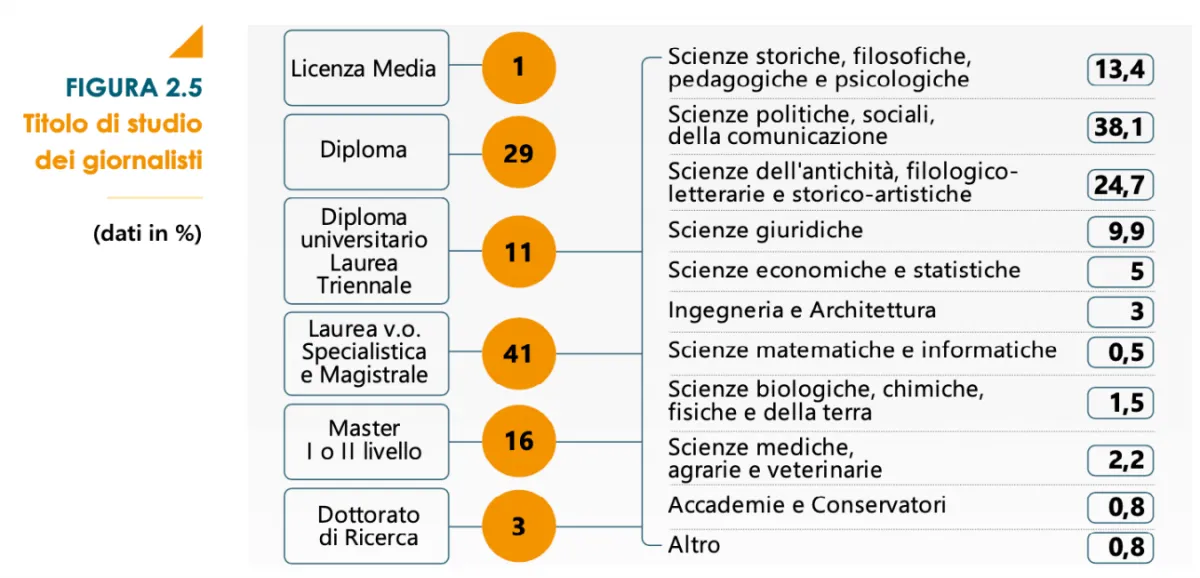 FIGURA 2.5
Titolo di studio
dei giornalisti
(dati in %)
Licenza Media
1
Diploma
29
Diploma
universitario
Laurea
Triennale
11
Laurea v.o.
Specialistica
e Magistrale
41
Master
I o II livello
16
Dottorato
di Ricerca
3
Scienze storiche, filosofiche,
pedagogiche e psicologiche
13,4
Scienze politiche, sociali,
della comunicazione
38,1
Scienze dell'antichità, filologico-
letterarie e storico-artistiche
24,7
Scienze giuridiche
9,9
Scienze economiche e statistiche
5
Ingegneria e Architettura
3
Scienze matematiche e informatiche
0,5
Scienze biologiche, chimiche,
fisiche e della terra
1,5
Scienze mediche,
agrarie e veterinarie
2,2
Accademie e Conservatori
0,8
Altro
0,8